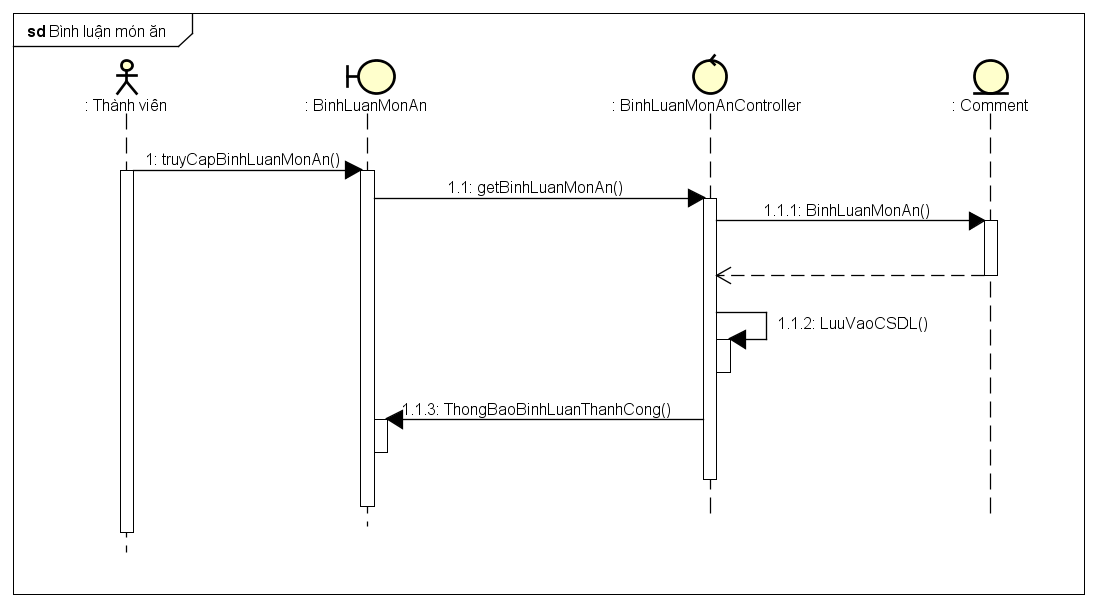 sd Bình luận món ăn
: Thành viên
: BinhLuanMonAn
: BinhLuanMonAnController
: Comment
1: truyCapBinhLuanMonAn()
1.1: getBinhLuanMonAn()
1.1.1: BinhLuanMonAn()
1.1.2: LuuVaoCSDL()
1.1.3: ThongBaoBinhLuanThanhCong()